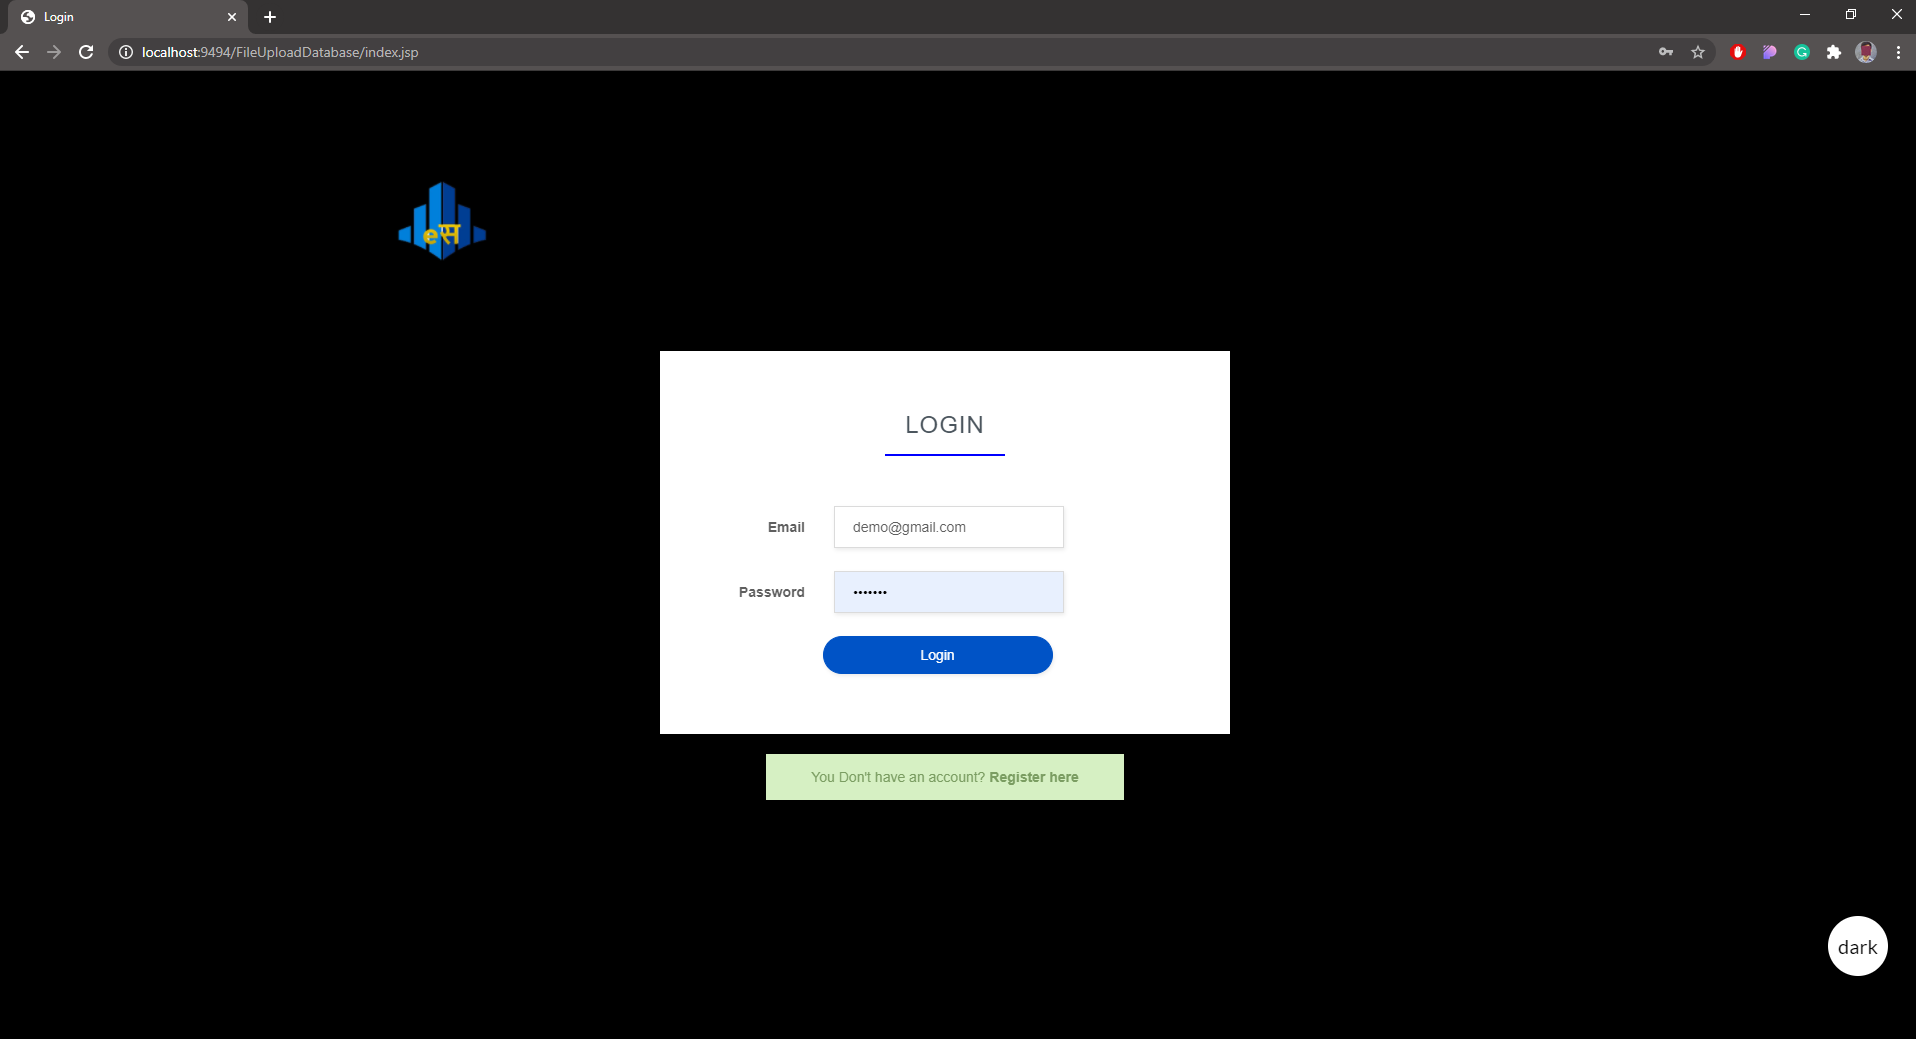 Login
localhost:9494/FileUploadDatabase/index.jsp
eस
LOGIN
Email
demo@gmail.com
Password
•••••••
Login
You Don't have an account? Register here
dark